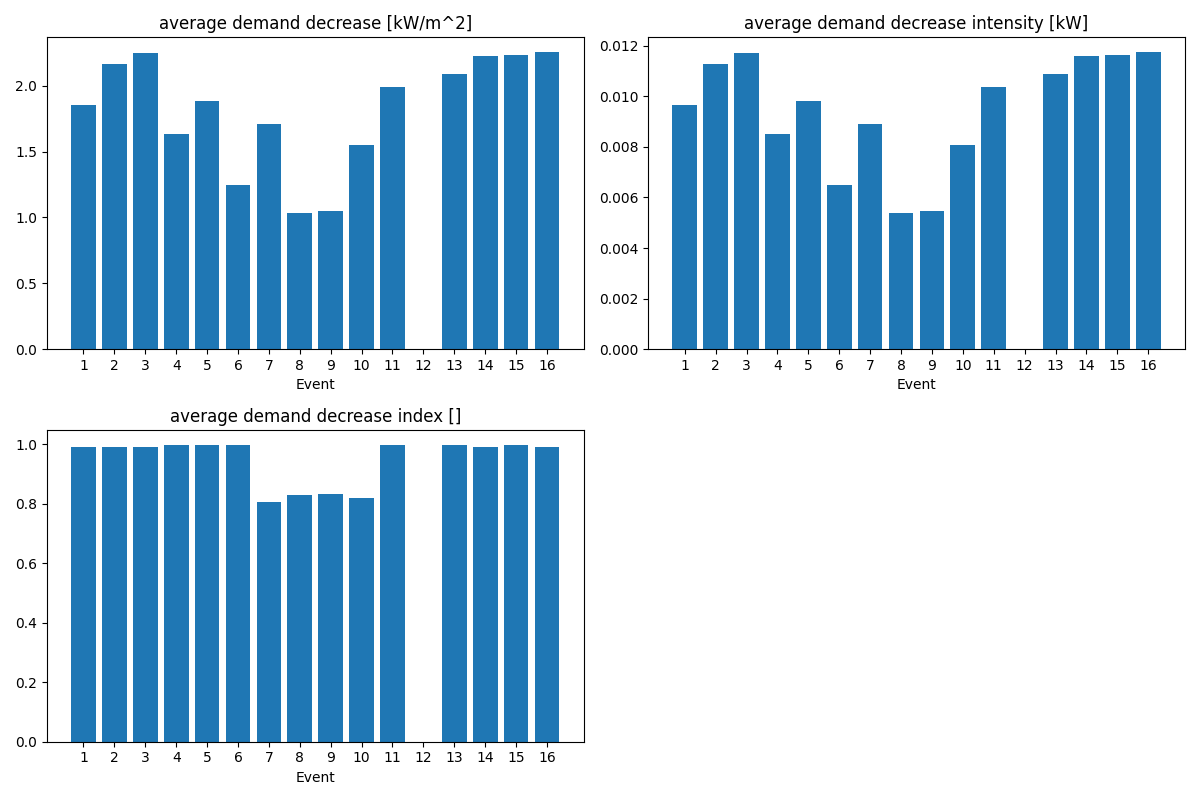 average demand decrease [kW/m^2]
2.0
1.5
1.0
0.5
0.0
1 2 3 4 5 6 7 8 9 10 11 12 13 14 15 16
Event
average demand decrease intensity [kW]
0.012
0.010
0.008
0.006
0.004
0.002
0.000
1 2 3 4 5 6 7 8 9 10 11 12 13 14 15 16
Event
average demand decrease index []
1.0
0.8
0.6
0.4
0.2
0.0
1 2 3 4 5 6 7 8 9 10 11 12 13 14 15 16
Event